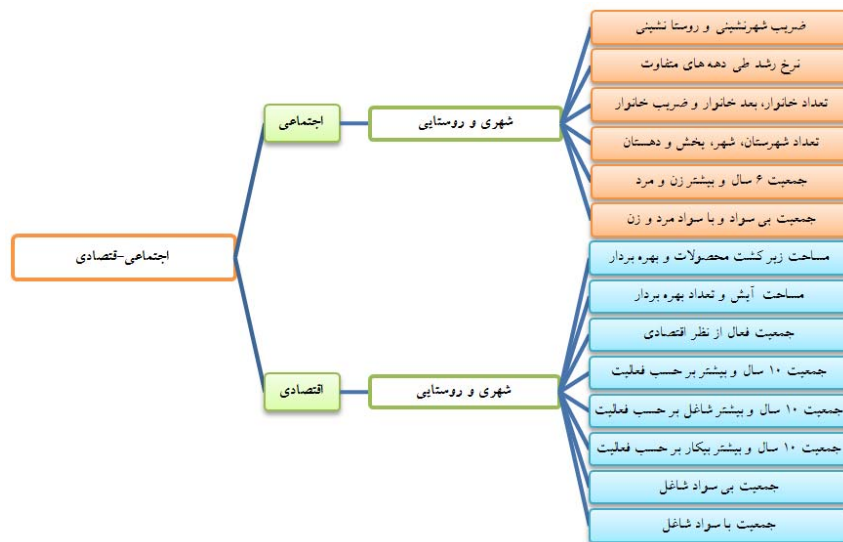 اجتماعی-قتصادی
اجتماعی
شهری و روستایی
ضریب شهرنشینی و روستا نشینی
نرخ رشد طی دهه های متفاوت
تعداد خانوار، بعد خانوار و ضریب خانوار
تعداد شهرستان، شهر، بخش و دهستان
جمعیت ۶ سال و بیشتر زن و مرد
جمعیت بی سواد و با سواد مرد و زن
اقتصادی
شهری و روستایی
مساحت زیر کشت محصولات و بهره بردار
مساحت آیش و تعداد بهره بردار
جمعیت فعال از نظر اقتصادی
جمعیت ۱۰ سال و بیشتر بر حسب فعالیت
جمعیت ۱۰ سال و بیشتر شاغل بر حسب فعالیت
جمعیت ۱۰ سال و بیشتر بیکار بر حسب فعالیت
جمعیت بی سواد شاغل
جمعیت با سواد شاغل